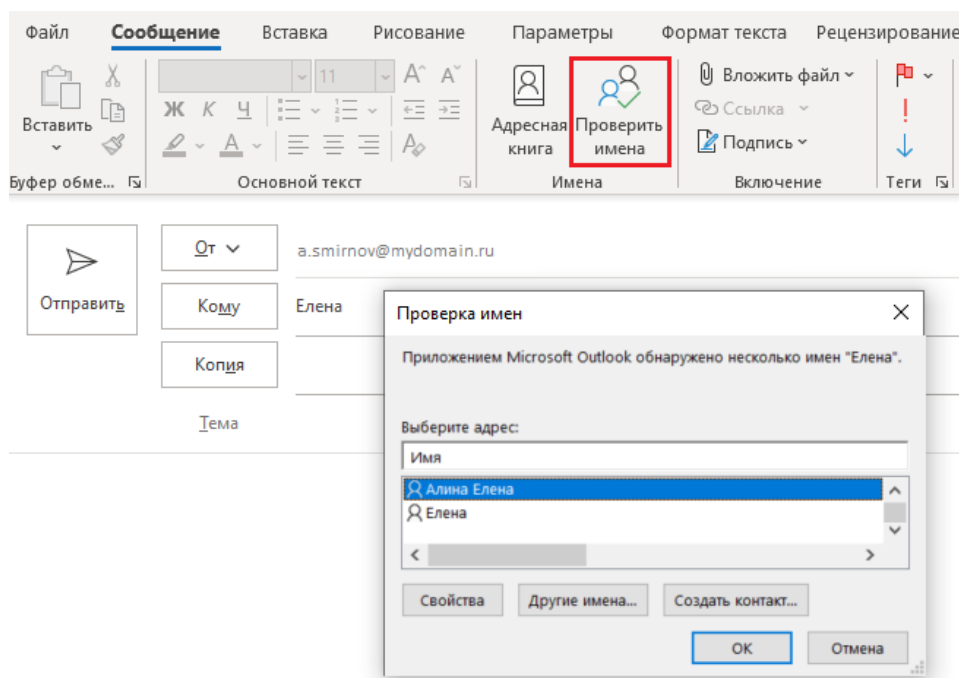 Файл Сообщение Вставка Рисование Параметры Формат текста Рецензирование
11
Ж К Ч
А
Вставить
Адресная книга
Проверить имена
Вложить файл
Ссылка
Подпись
Буфер обме... Основной текст Имена Включение Теги
От a.smirnov@mydomain.ru
Отправить
Кому Елена
Копия
Тема
Проверка имен
Приложением Microsoft Outlook обнаружено несколько имен "Елена".
Выберите адрес:
Имя
Алина Елена
Елена
Свойства Другие имена... Создать контакт...
ОК Отмена